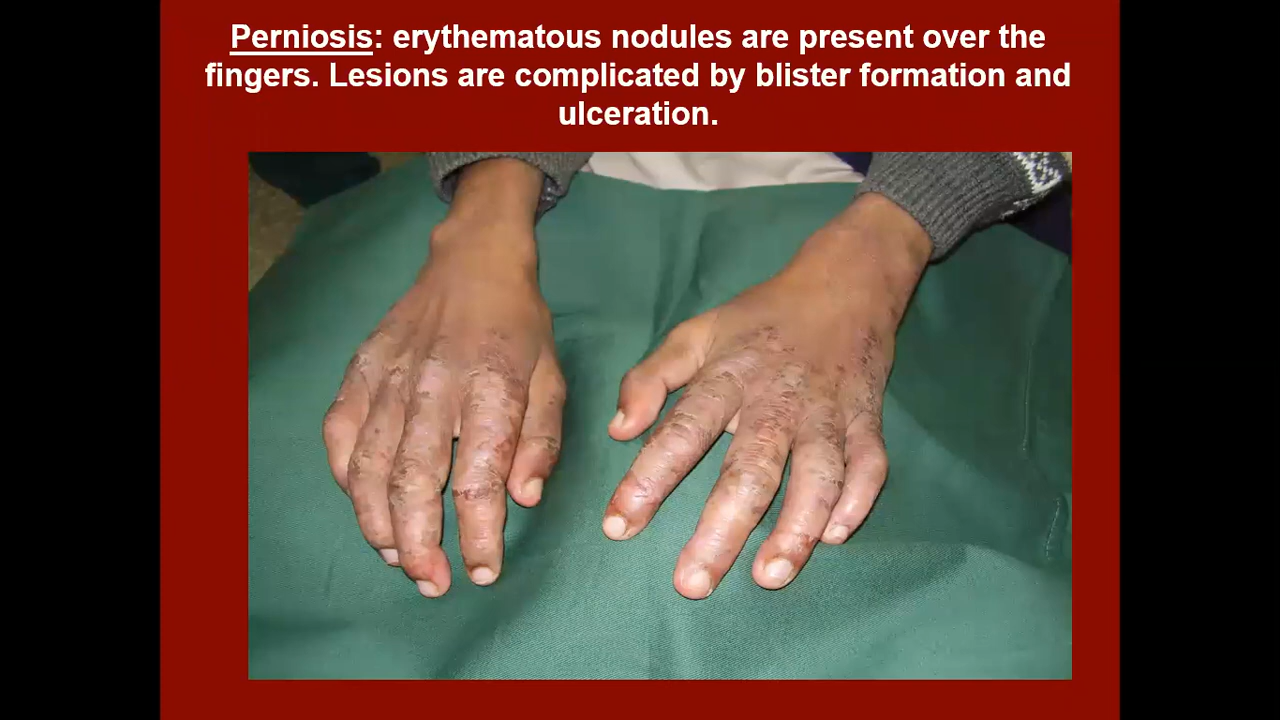 Perniosis: erythematous nodules are present over the
fingers. Lesions are complicated by blister formation and
ulceration.